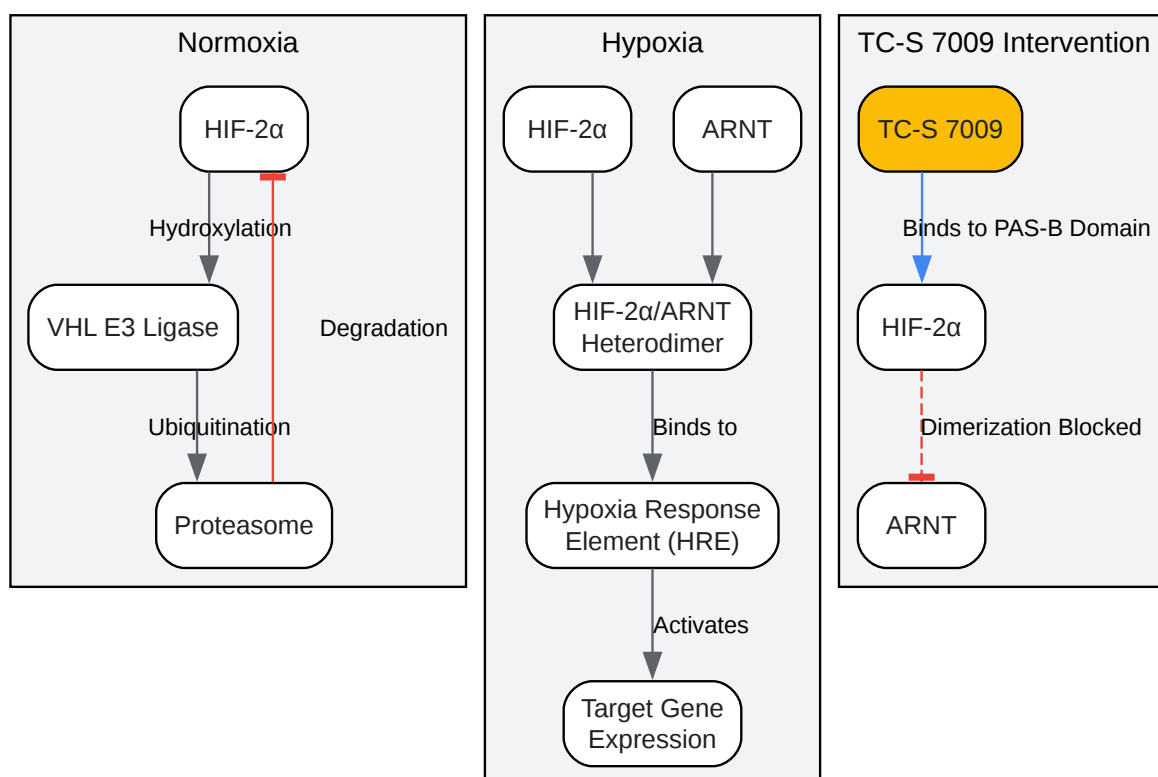 Normoxia
HIF-2α
Hydroxylation
VHL E3 Ligase
Degradation
Ubiquitination
Proteasome
Hypoxia
HIF-2α
ARNT
HIF-2α/ARNT
Heterodimer
Binds to
Hypoxia Response
Element (HRE)
Activates
Target Gene
Expression
TC-S 7009 Intervention
TC-S 7009
Binds to PAS-B Domain
HIF-2α
Dimerization Blocked
ARNT